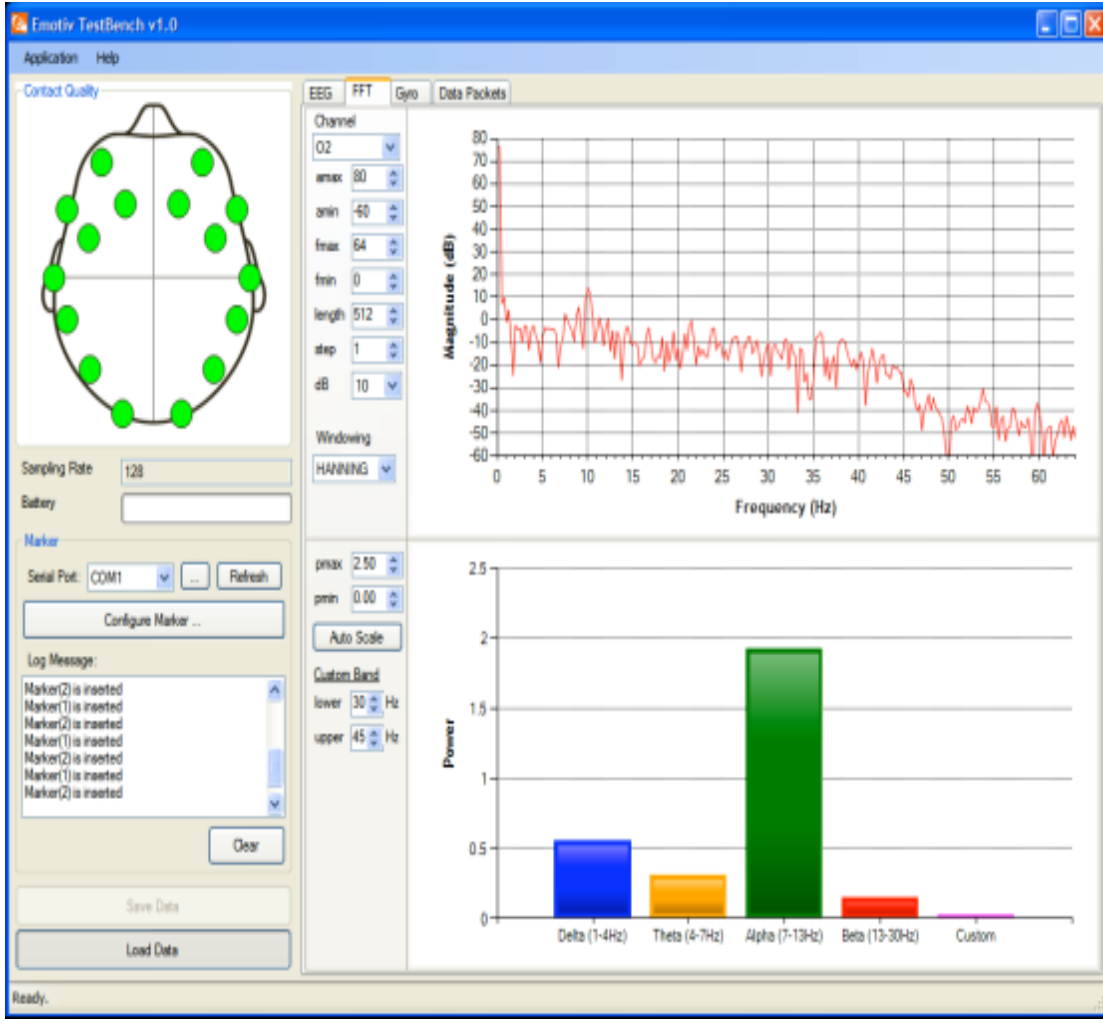 Emotiv TestBench v1.0
Application Help
Contact Quality
Sampling Rate 128
Battery
Marker
Serial Port: COM1 ... Refresh
Configure Marker ...
Log Message:
Marker(2) is inserted
Marker(1) is inserted
Marker(2) is inserted
Marker(1) is inserted
Marker(2) is inserted
Marker(1) is inserted
Marker(2) is inserted
Clear
Save Data
Load Data
EEG FFT Gyro Data Packets
Channel
O2
amax 80
amin -60
fmax 64
fmin 0
length 512
step 1
dB 10
Windowing
HANNING
Magnitude (dB)
80
70
60
50
40
30
20
10
0
-10
-20
-30
-40
-50
-60
0 5 10 15 20 25 30 35 40 45 50 55 60
Frequency (Hz)
pmax 2.50
pmin 0.00
Auto Scale
Custom Band
lower 30 Hz
upper 45 Hz
Power
2.5
2
1.5
1
0.5
0
Delta (1-4Hz) Theta (4-7Hz) Alpha (7-13Hz) Beta (13-30Hz) Custom
Ready.